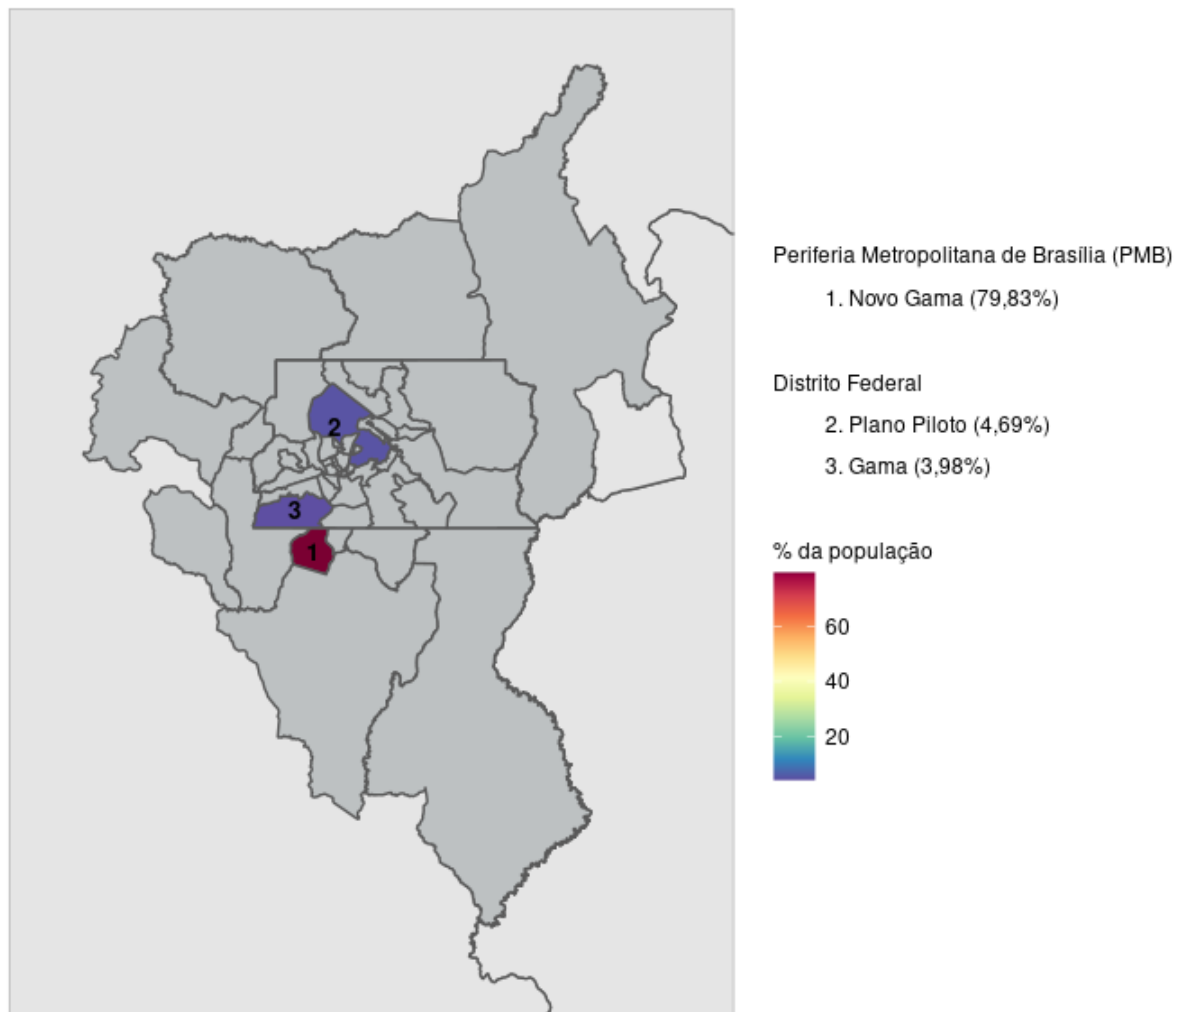 2
3
1
Periferia Metropolitana de Brasília (PMB)
1. Novo Gama (79,83%)
Distrito Federal
2. Plano Piloto (4,69%)
3. Gama (3,98%)
% da população
60
40
20